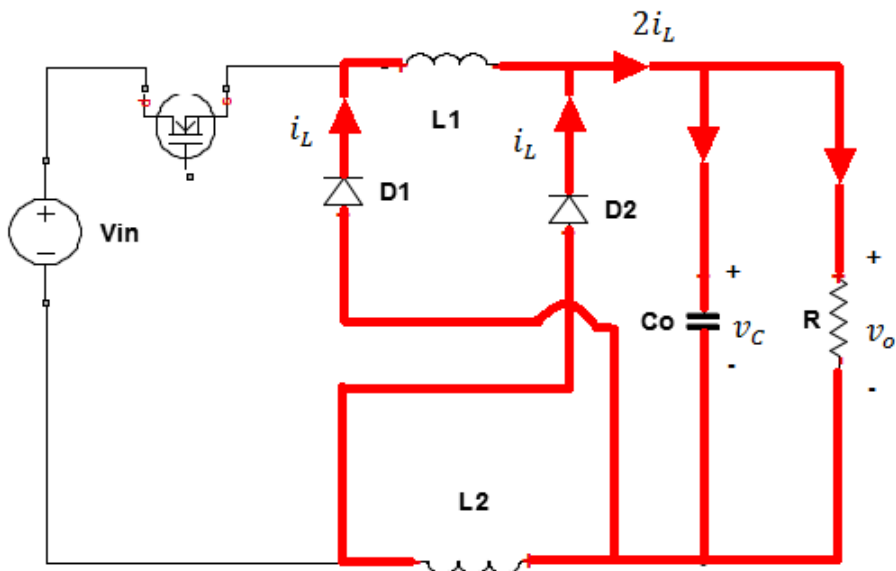 2i_L
L1
i_L
i_L
D1
D2
+
Vin
−
+
+
Co
v_C
R
v_o
-
-
L2